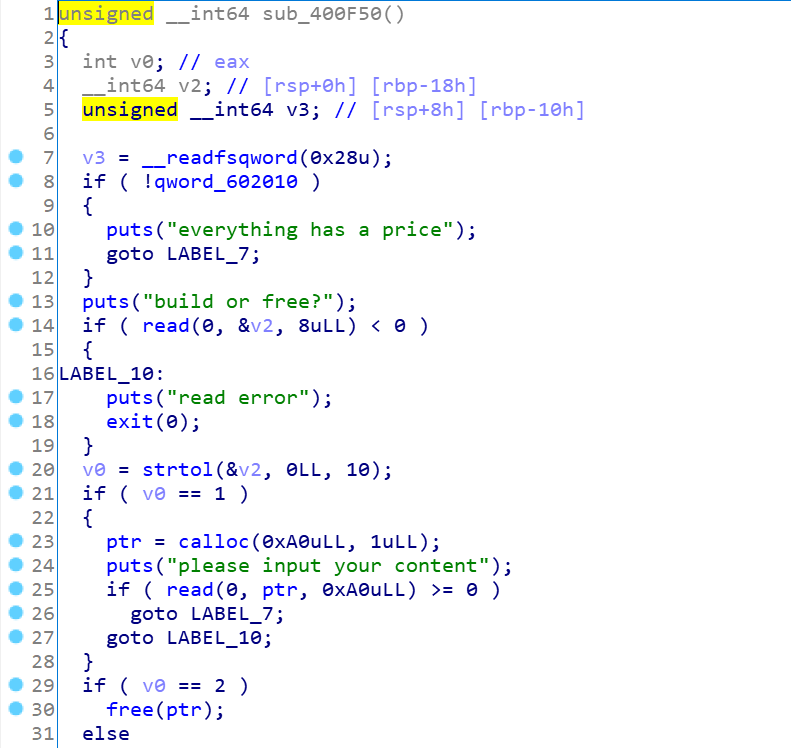 1 unsigned __int64 sub_400F50()
2 {
3   int v0; // eax
4   __int64 v2; // [rsp+0h] [rbp-18h]
5   unsigned __int64 v3; // [rsp+8h] [rbp-10h]
6
7   v3 = __readfsqword(0x28u);
8   if ( !qword_602010 )
9   {
10     puts("everything has a price");
11     goto LABEL_7;
12   }
13   puts("build or free?");
14   if ( read(0, &v2, 8uLL) < 0 )
15   {
16 LABEL_10:
17     puts("read error");
18     exit(0);
19   }
20   v0 = strtol(&v2, 0LL, 10);
21   if ( v0 == 1 )
22   {
23     ptr = calloc(0xA0uLL, 1uLL);
24     puts("please input your content");
25     if ( read(0, ptr, 0xA0uLL) >= 0 )
26       goto LABEL_7;
27     goto LABEL_10;
28   }
29   if ( v0 == 2 )
30     free(ptr);
31   else